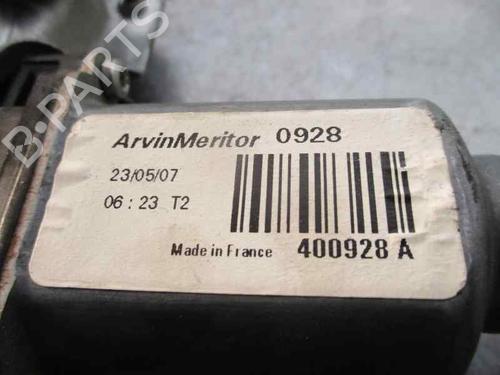 B-PARTS
ArvinMeritor 0928
23/05/07
06 : 23 T2
Made in France 400928 A